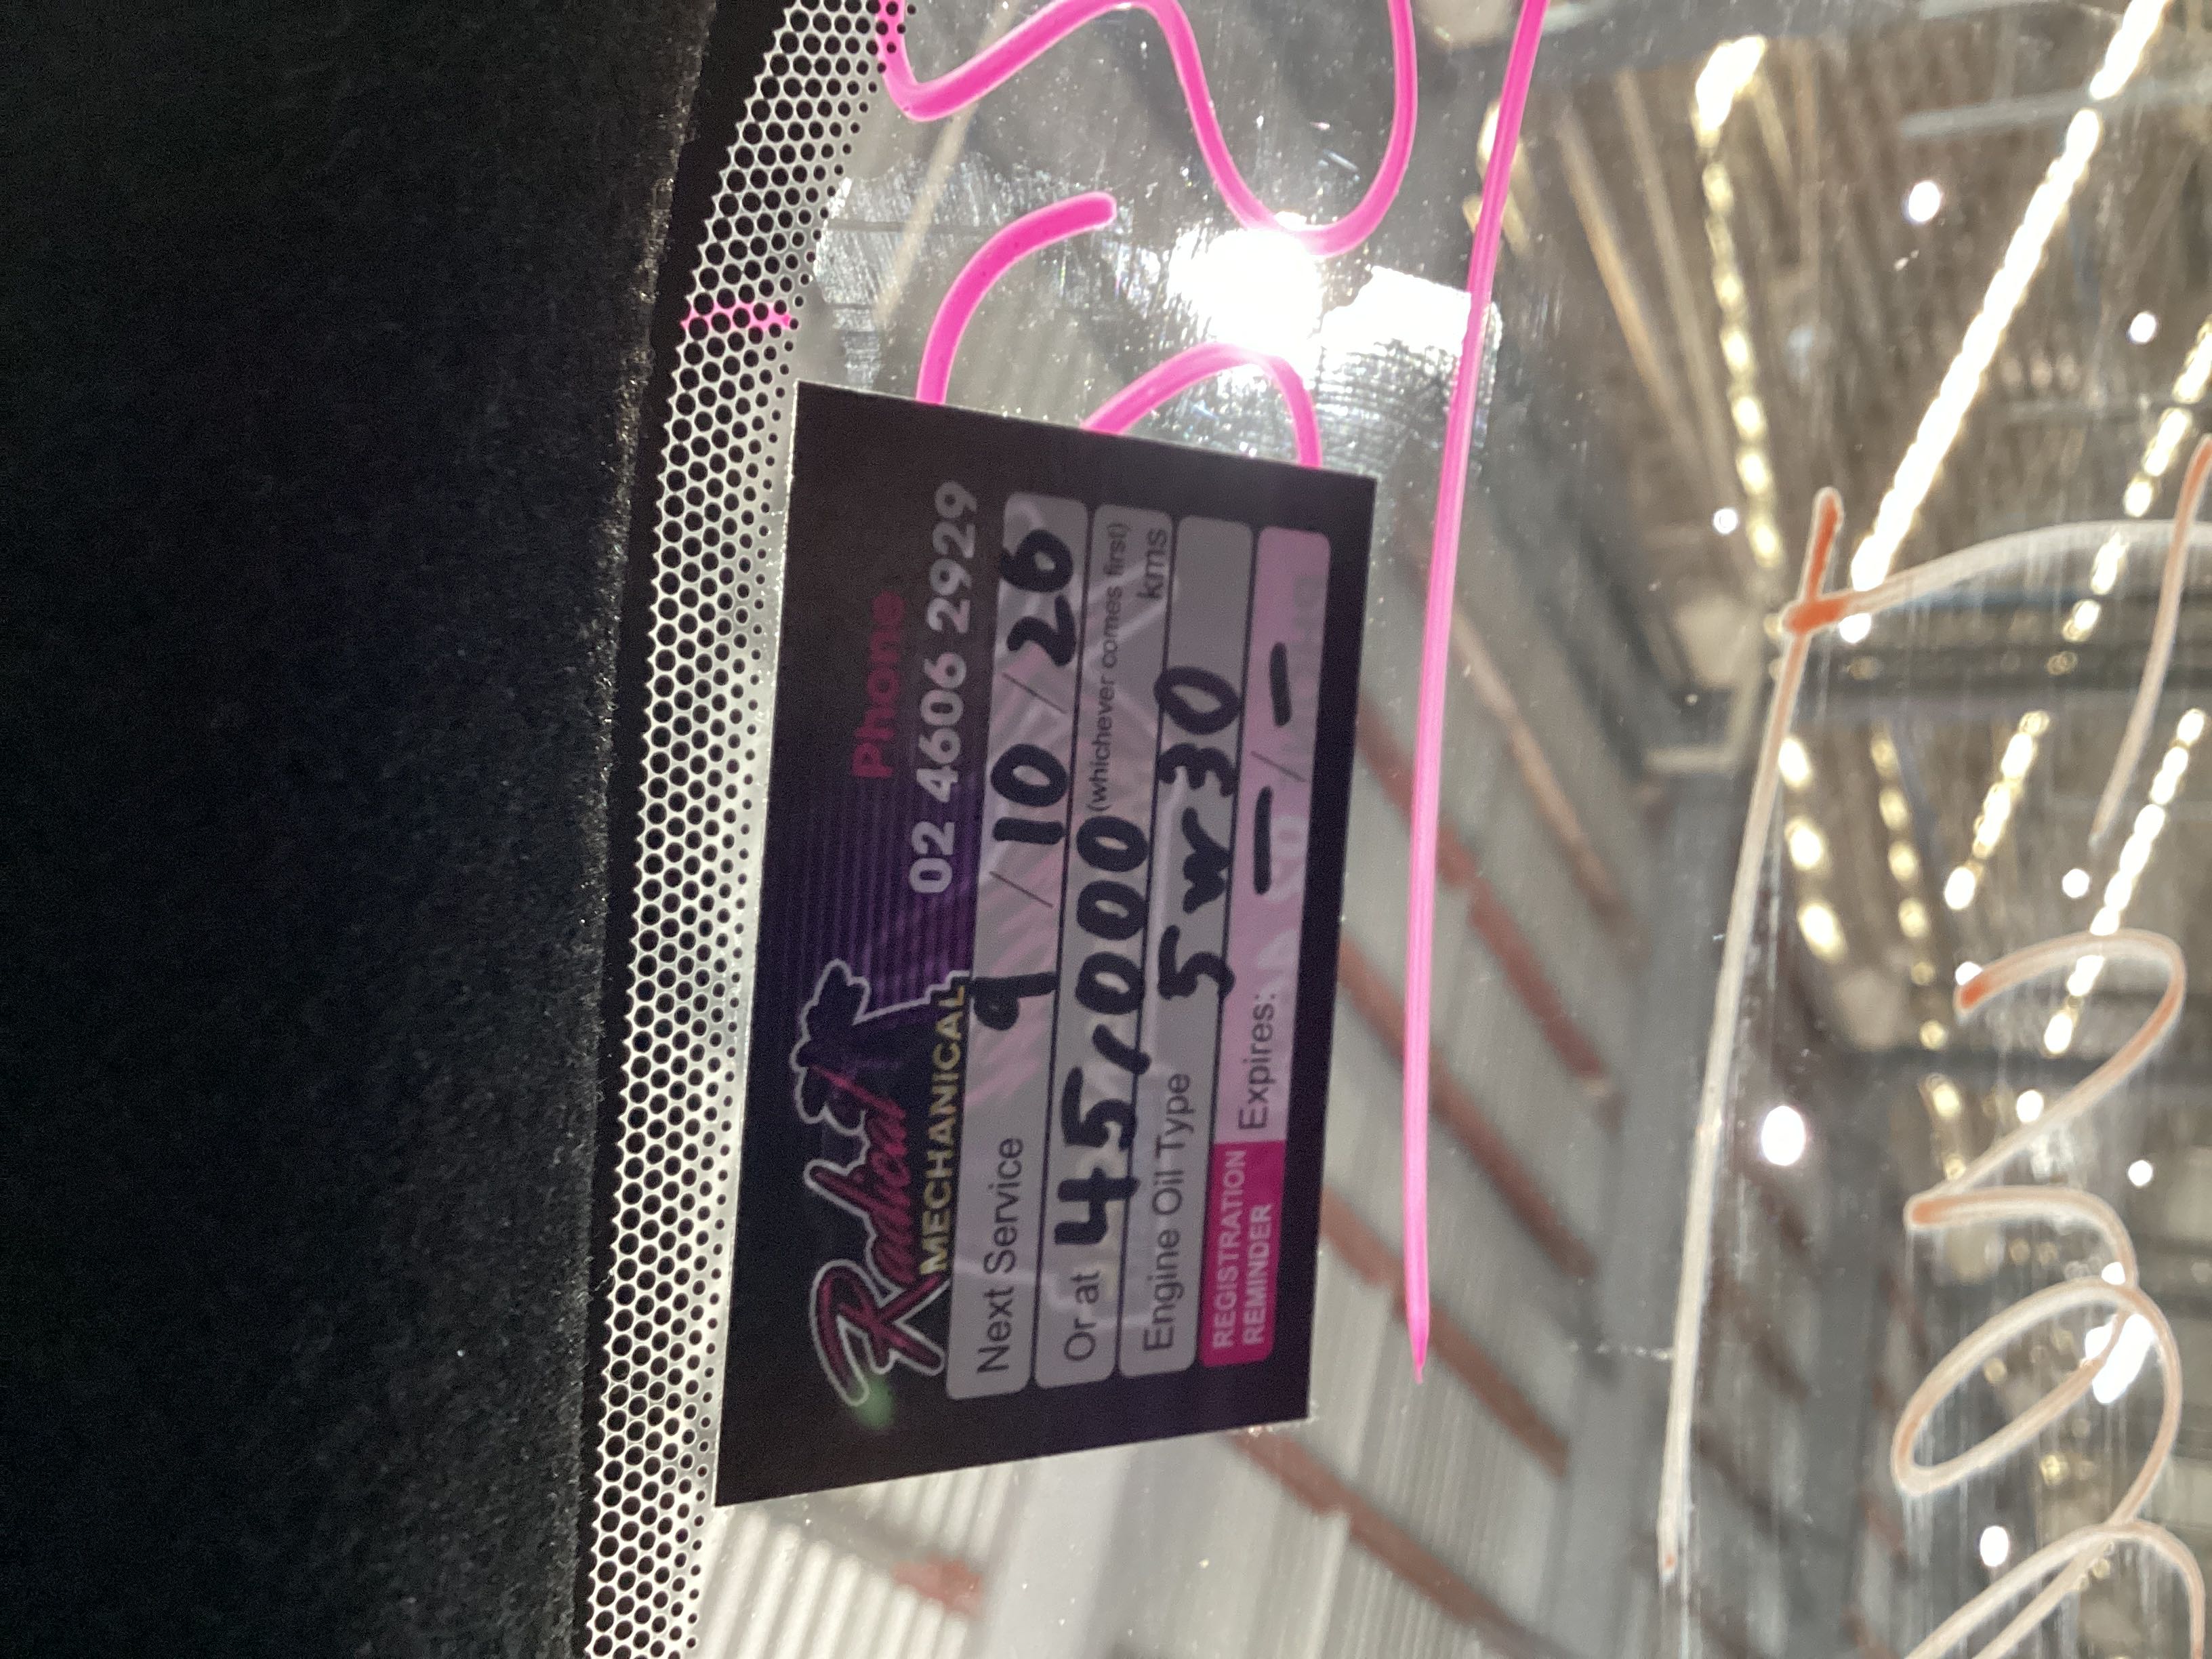 Radical
MECHANICAL
Phone
02 4606 2929
Next Service 9 / 10 / 26
Or at 45,000 (whichever comes first) kms
Engine Oil Type 5w30
REGISTRATION
REMINDER
Expires: — / —